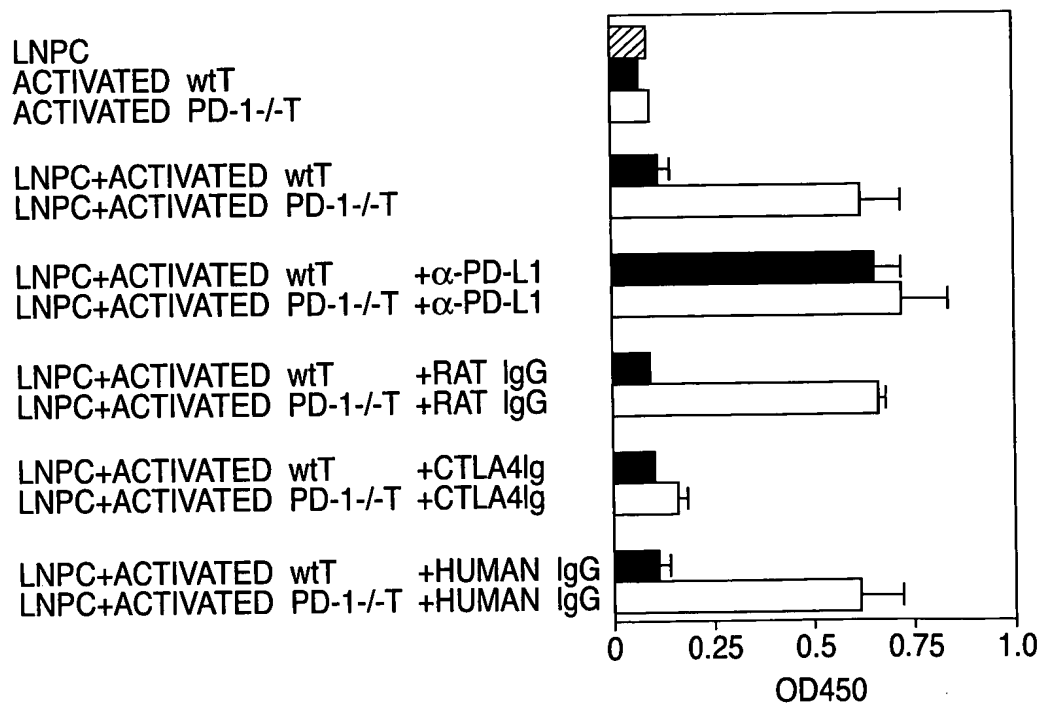 LNPC
ACTIVATED wtT
ACTIVATED PD-1-/-T
LNPC+ACTIVATED wtT
LNPC+ACTIVATED PD-1-/-T
LNPC+ACTIVATED wtT +α-PD-L1
LNPC+ACTIVATED PD-1-/-T +α-PD-L1
LNPC+ACTIVATED wtT +RAT IgG
LNPC+ACTIVATED PD-1-/-T +RAT IgG
LNPC+ACTIVATED wtT +CTLA4Ig
LNPC+ACTIVATED PD-1-/-T +CTLA4Ig
LNPC+ACTIVATED wtT +HUMAN IgG
LNPC+ACTIVATED PD-1-/-T +HUMAN IgG
0 0.25 0.5 0.75 1.0
OD450